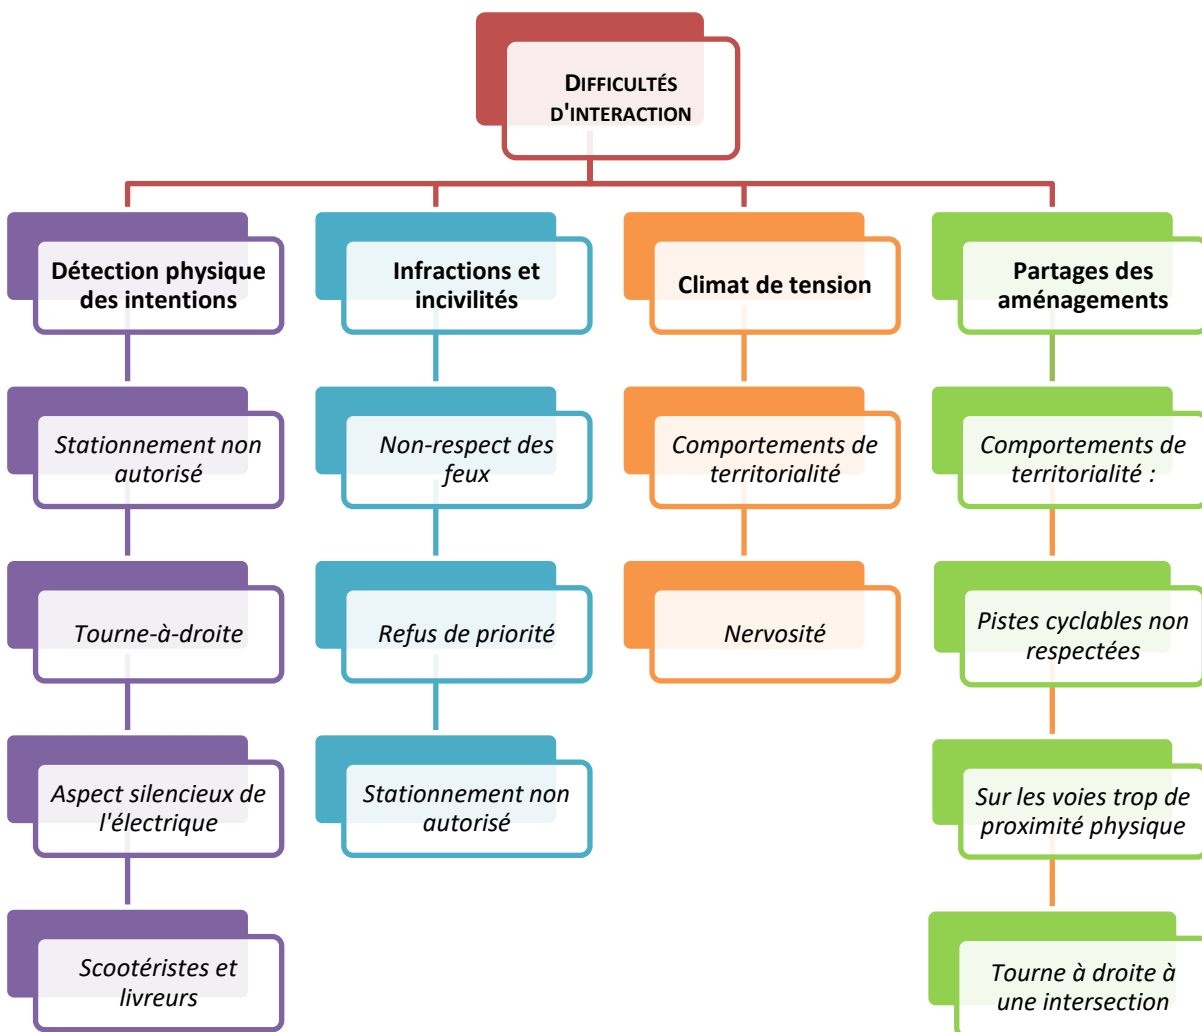 DIFFICULTÉS
D'INTERACTION
Détection physique
des intentions
Stationnement non
autorisé
Tourne-à-droite
Aspect silencieux de
l'électrique
Scootéristes et
livreurs
Infractions et
incivilités
Non-respect des
feux
Refus de priorité
Stationnement non
autorisé
Climat de tension
Comportements de
territorialité
Nervosité
Partages des
aménagements
Comportements de
territorialité :
Pistes cyclables non
respectées
Sur les voies trop de
proximité physique
Tourne à droite à
une intersection